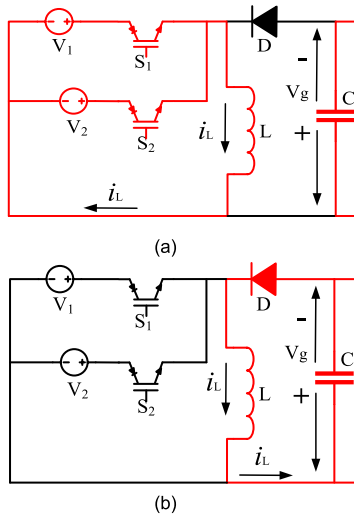 - + V1 S1 D - Vg + C
- + V2 S2 iL L
iL
(a)
- + V1 S1 D - Vg + C
- + V2 S2 iL L
iL
(b)